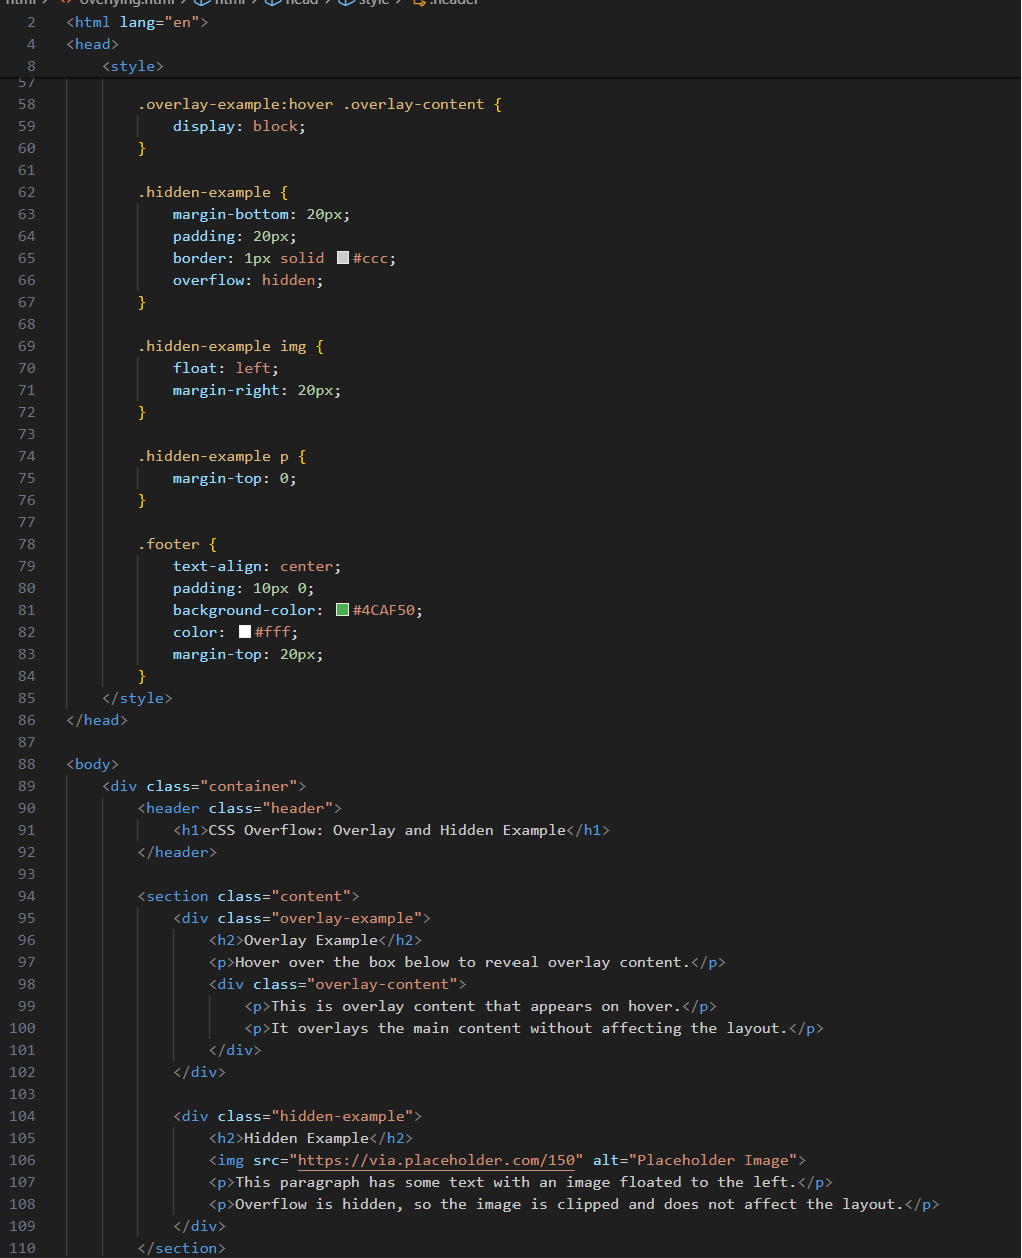 html > <> overlying.html > html > head > style > .header
2 <html lang="en">
4 <head>
8 <style>
57
58 .overlay-example:hover .overlay-content {
59 display: block;
60 }
61
62 .hidden-example {
63 margin-bottom: 20px;
64 padding: 20px;
65 border: 1px solid #ccc;
66 overflow: hidden;
67 }
68
69 .hidden-example img {
70 float: left;
71 margin-right: 20px;
72 }
73
74 .hidden-example p {
75 margin-top: 0;
76 }
77
78 .footer {
79 text-align: center;
80 padding: 10px 0;
81 background-color: #4CAF50;
82 color: #fff;
83 margin-top: 20px;
84 }
85 </style>
86 </head>
87
88 <body>
89 <div class="container">
90 <header class="header">
91 <h1>CSS Overflow: Overlay and Hidden Example</h1>
92 </header>
93
94 <section class="content">
95 <div class="overlay-example">
96 <h2>Overlay Example</h2>
97 <p>Hover over the box below to reveal overlay content.</p>
98 <div class="overlay-content">
99 <p>This is overlay content that appears on hover.</p>
100 <p>It overlays the main content without affecting the layout.</p>
101 </div>
102 </div>
103
104 <div class="hidden-example">
105 <h2>Hidden Example</h2>
106 <img src="https://via.placeholder.com/150" alt="Placeholder Image">
107 <p>This paragraph has some text with an image floated to the left.</p>
108 <p>Overflow is hidden, so the image is clipped and does not affect the layout.</p>
109 </div>
110 </section>